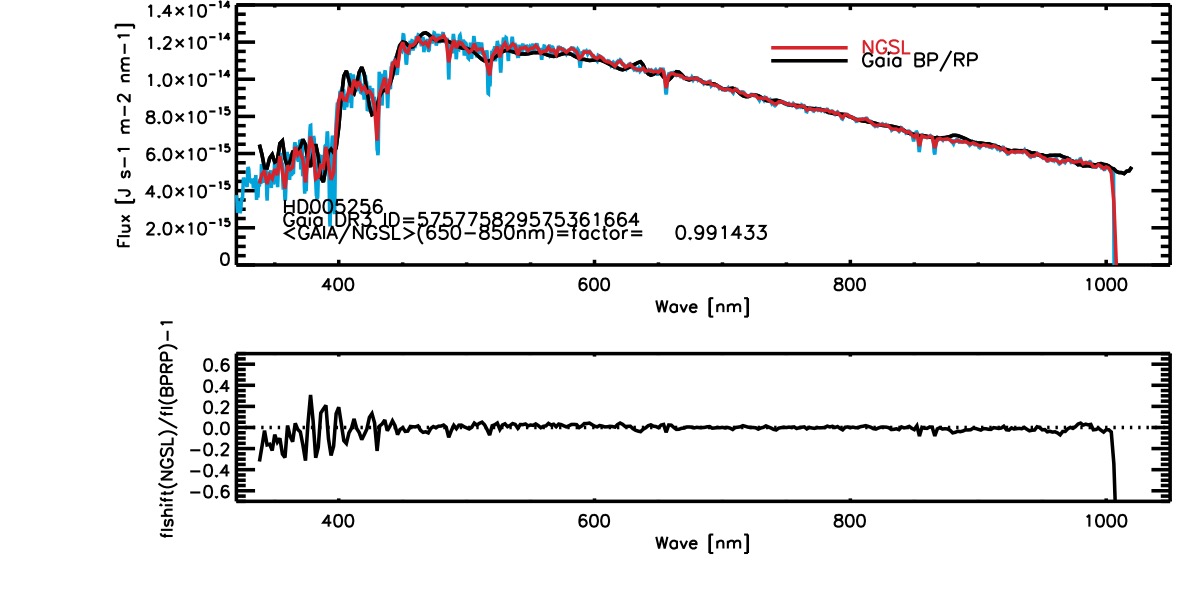 1.4×10−14
1.2×10−14
1.0×10−14
8.0×10−15
6.0×10−15
4.0×10−15
2.0×10−15
0
Flux [J s−1 m−2 nm−1]
NGSL
Gaia BP/RP
HD005256
Gaia DR3 ID=575775829575361664
<GAIA/NGSL>(650−850nm)=factor= 0.991433
400 600 800 1000
Wave [nm]
flshift(NGSL)/fl(BPRP)−1
0.6
0.4
0.2
0.0
−0.2
−0.4
−0.6
400 600 800 1000
Wave [nm]